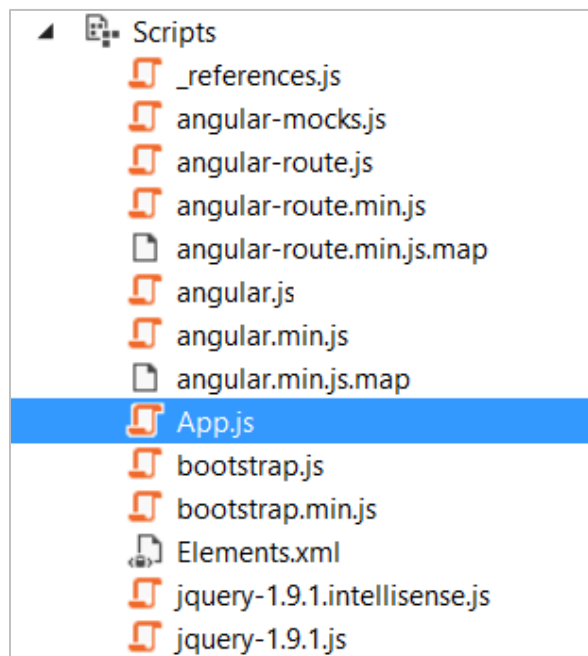 Scripts
_references.js
angular-mocks.js
angular-route.js
angular-route.min.js
angular-route.min.js.map
angular.js
angular.min.js
angular.min.js.map
App.js
bootstrap.js
bootstrap.min.js
Elements.xml
jquery-1.9.1.intellisense.js
jquery-1.9.1.js